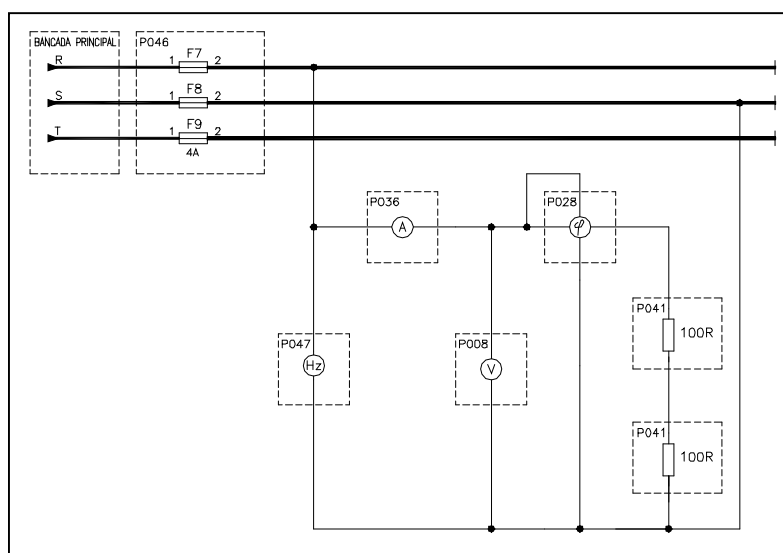 BANCADA PRINCIPAL
P046
R
1
F7
2
S
1
F8
2
T
1
F9
2
4A
P036
A
P028
φ
P047
Hz
P008
V
P041
100R
P041
100R